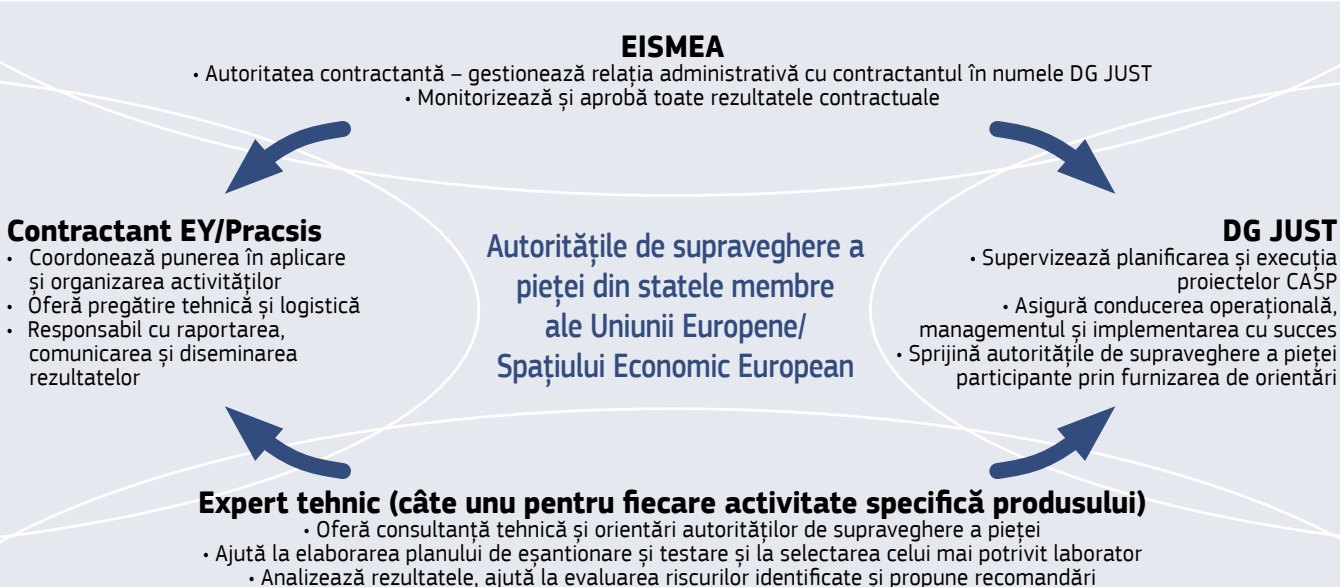 EISMEA
• Autoritatea contractantă – gestionează relația administrativă cu contractantul în numele DG JUST
• Monitorizează și aprobă toate rezultatele contractuale
Contractant EY/Pracsis
• Coordonează punerea în aplicare
și organizarea activităților
• Oferă pregătire tehnică și logistică
• Responsabil cu raportarea,
comunicarea și diseminarea
rezultatelor
Autoritățile de supraveghere a
pieței din statele membre
ale Uniunii Europene/
Spațiului Economic European
DG JUST
• Supervizează planificarea și execuția
proiectelor CASP
• Asigură conducerea operațională,
managementul și implementarea cu succes
• Sprijină autoritățile de supraveghere a pieței
participante prin furnizarea de orientări
Expert tehnic (câte unu pentru fiecare activitate specifică produsului)
• Oferă consultanță tehnică și orientări autorităților de supraveghere a pieței
• Ajută la elaborarea planului de eșantionare și testare și la selectarea celui mai potrivit laborator
• Analizează rezultatele, ajută la evaluarea riscurilor identificate și propune recomandări